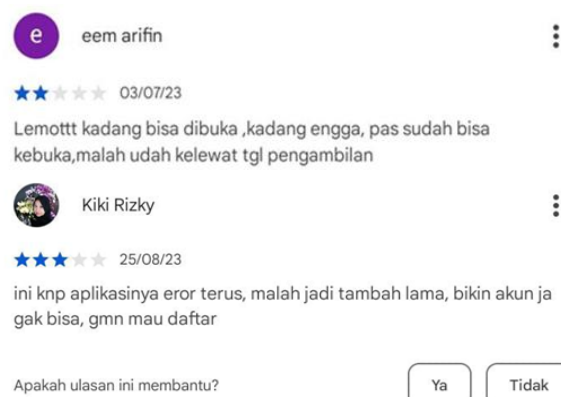 e eem arifin
03/07/23
Lemottt kadang bisa dibuka ,kadang engga, pas sudah bisa
kebuka,malah udah kelewat tgl pengambilan
Kiki Rizky
25/08/23
ini knp aplikasinya eror terus, malah jadi tambah lama, bikin akun ja
gak bisa, gmn mau daftar
Apakah ulasan ini membantu? Ya Tidak